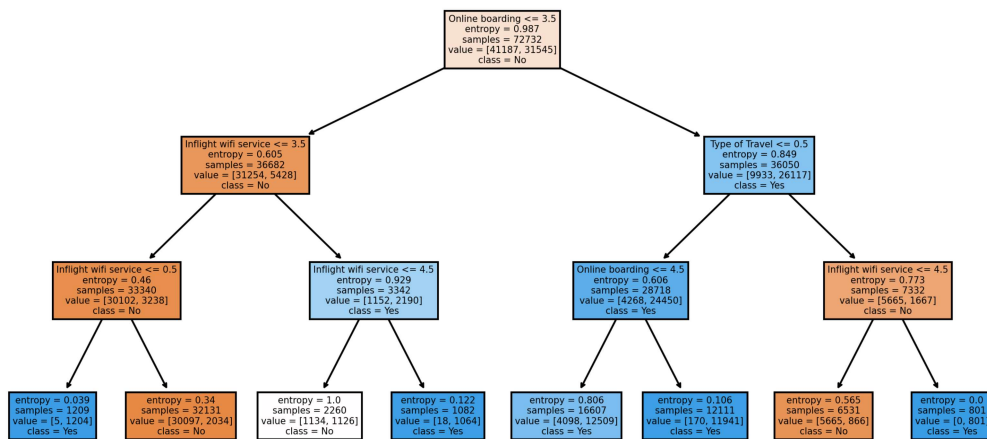 Online boarding <= 3.5
entropy = 0.987
samples = 72732
value = [41187, 31545]
class = No
Inflight wifi service <= 3.5
entropy = 0.605
samples = 36682
value = [31254, 5428]
class = No
Type of Travel <= 0.5
entropy = 0.849
samples = 36050
value = [9933, 26117]
class = Yes
Inflight wifi service <= 0.5
entropy = 0.46
samples = 33340
value = [30102, 3238]
class = No
Inflight wifi service <= 4.5
entropy = 0.929
samples = 3342
value = [1152, 2190]
class = Yes
Online boarding <= 4.5
entropy = 0.606
samples = 28718
value = [4268, 24450]
class = Yes
Inflight wifi service <= 4.5
entropy = 0.773
samples = 7332
value = [5665, 1667]
class = No
entropy = 0.039
samples = 1209
value = [5, 1204]
class = Yes
entropy = 0.34
samples = 32131
value = [30097, 2034]
class = No
entropy = 1.0
samples = 2260
value = [1134, 1126]
class = No
entropy = 0.122
samples = 1082
value = [18, 1064]
class = Yes
entropy = 0.806
samples = 16607
value = [4098, 12509]
class = Yes
entropy = 0.106
samples = 12111
value = [170, 11941]
class = Yes
entropy = 0.565
samples = 6531
value = [5665, 866]
class = No
entropy = 0.0
samples = 801
value = [0, 801]
class = Yes